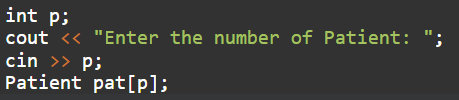 int p;
cout << "Enter the number of Patient: ";
cin >> p;
Patient pat[p];